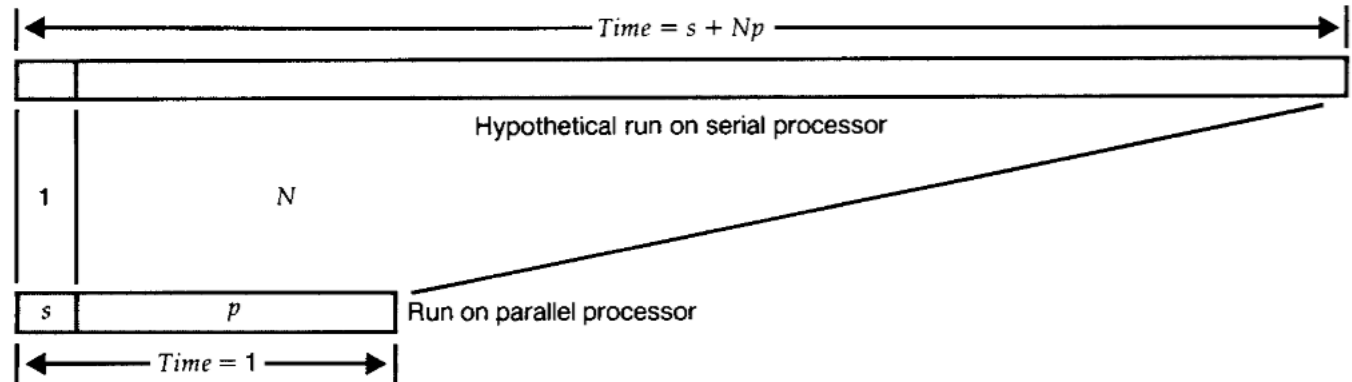 Time = s + Np
Hypothetical run on serial processor
1 N
s p Run on parallel processor
Time = 1